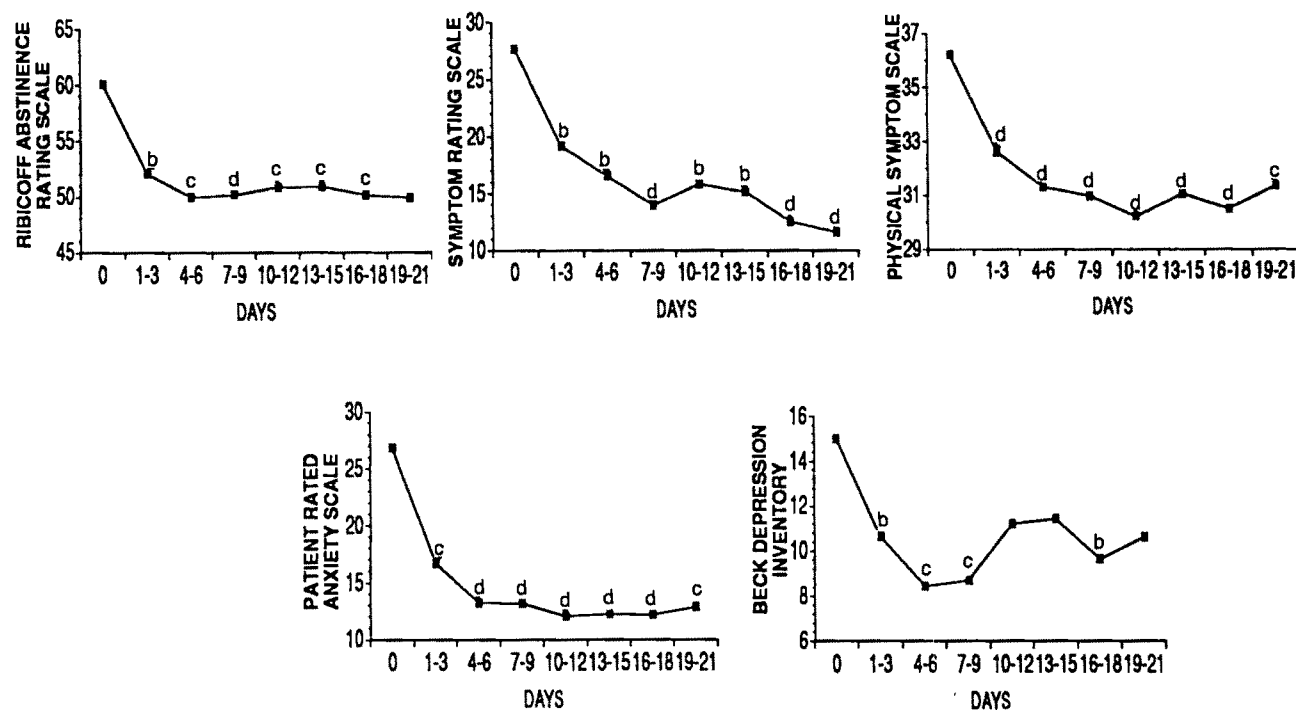 RIBICOFF ABSTINENCE
RATING SCALE
65
60
55
50
45
b
c
d
c
c
c
0 1-3 4-6 7-9 10-12 13-15 16-18 19-21
DAYS
SYMPTOM RATING SCALE
30
25
20
15
10
b
b
d
b
b
d
d
0 1-3 4-6 7-9 10-12 13-15 16-18 19-21
DAYS
PHYSICAL SYMPTOM SCALE
37
35
33
31
29
d
d
d
d
d
d
c
0 1-3 4-6 7-9 10-12 13-15 16-18 19-21
DAYS
PATIENT RATED
ANXIETY SCALE
30
25
20
15
10
c
d
d
d
d
d
c
0 1-3 4-6 7-9 10-12 13-15 16-18 19-21
DAYS
BECK DEPRESSION
INVENTORY
16
14
12
10
8
6
b
c
c
b
0 1-3 4-6 7-9 10-12 13-15 16-18 19-21
DAYS